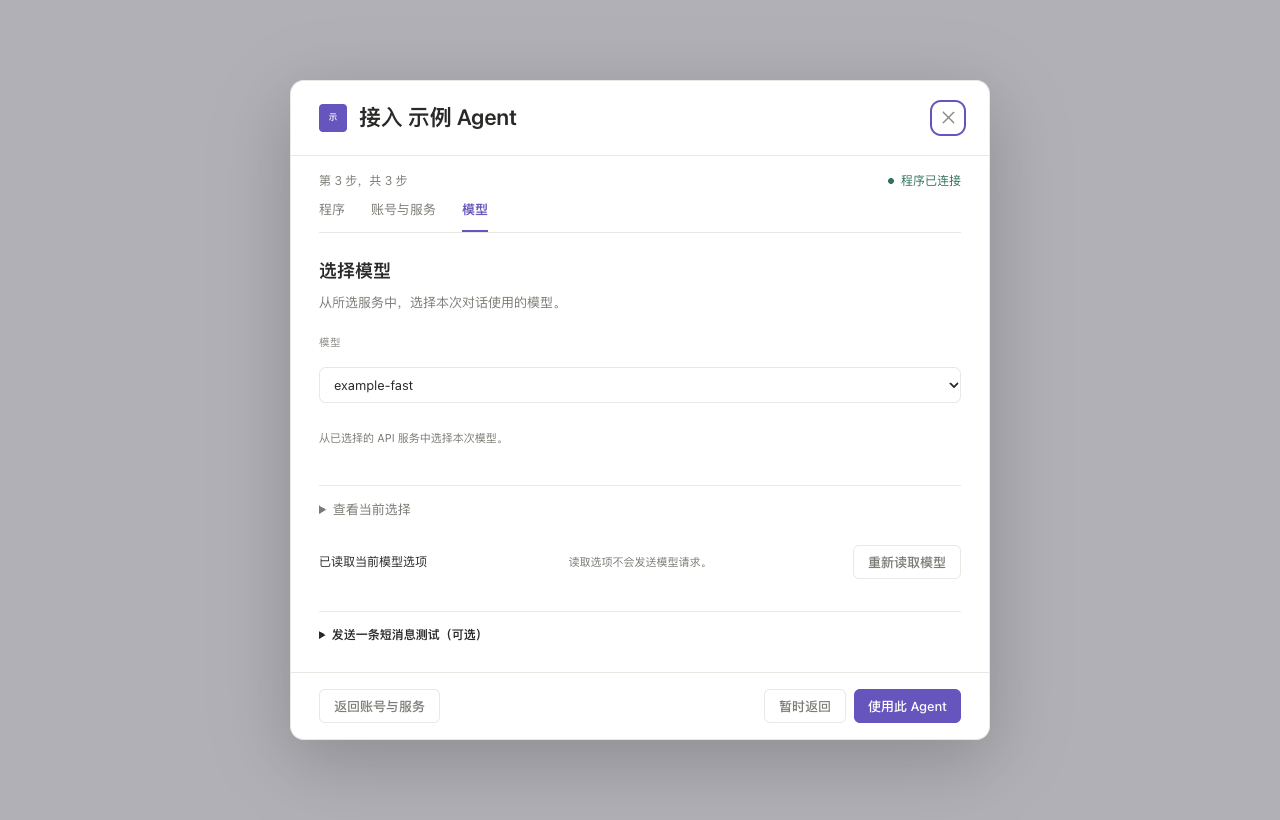 示
接入 示例 Agent
第 3 步，共 3 步
程序已连接
程序
账号与服务
模型
选择模型
从所选服务中，选择本次对话使用的模型。
模型
example-fast
从已选择的 API 服务中选择本次模型。
查看当前选择
已读取当前模型选项
读取选项不会发送模型请求。
重新读取模型
发送一条短消息测试（可选）
返回账号与服务
暂时返回
使用此 Agent